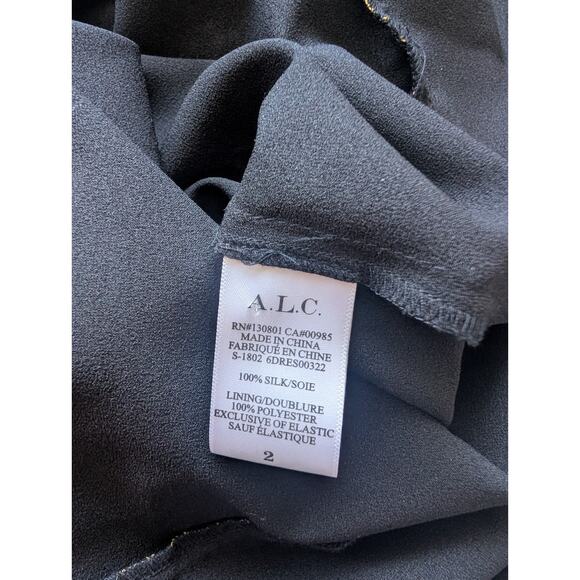 A.L.C.
RN#130801 CA#00985
MADE IN CHINA
FABRIQUÉ EN CHINE
S-1802 6DRES00322
100% SILK/SOIE
LINING/DOUBLURE
100% POLYESTER
EXCLUSIVE OF ELASTIC
SAUF ÉLASTIQUE
2